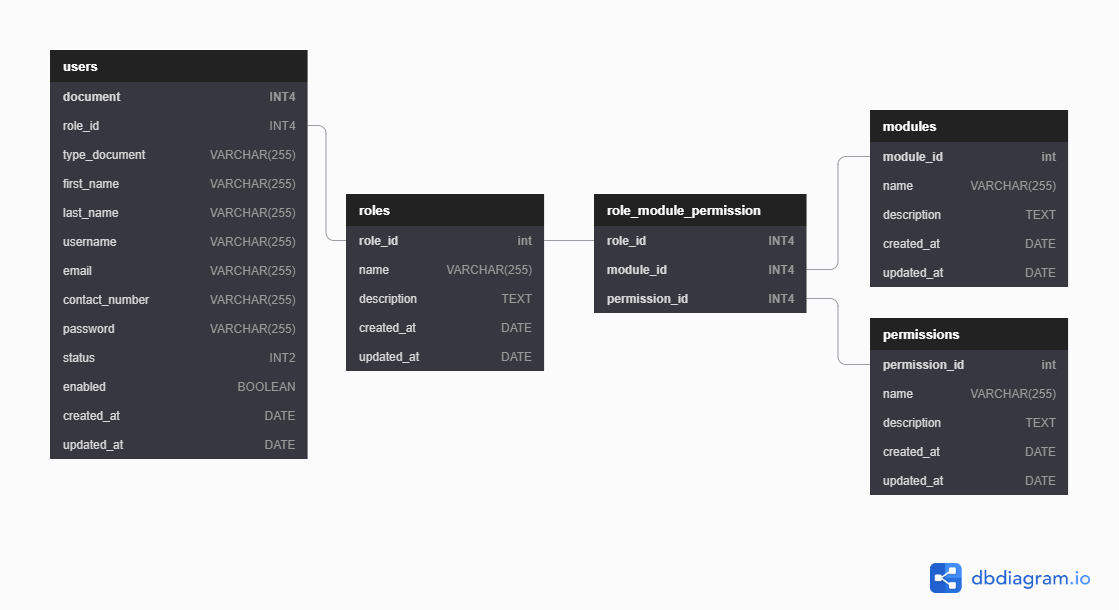 users
document INT4
role_id INT4
type_document VARCHAR(255)
first_name VARCHAR(255)
last_name VARCHAR(255)
username VARCHAR(255)
email VARCHAR(255)
contact_number VARCHAR(255)
password VARCHAR(255)
status INT2
enabled BOOLEAN
created_at DATE
updated_at DATE
roles
role_id int
name VARCHAR(255)
description TEXT
created_at DATE
updated_at DATE
role_module_permission
role_id INT4
module_id INT4
permission_id INT4
modules
module_id int
name VARCHAR(255)
description TEXT
created_at DATE
updated_at DATE
permissions
permission_id int
name VARCHAR(255)
description TEXT
created_at DATE
updated_at DATE
dbdiagram.io